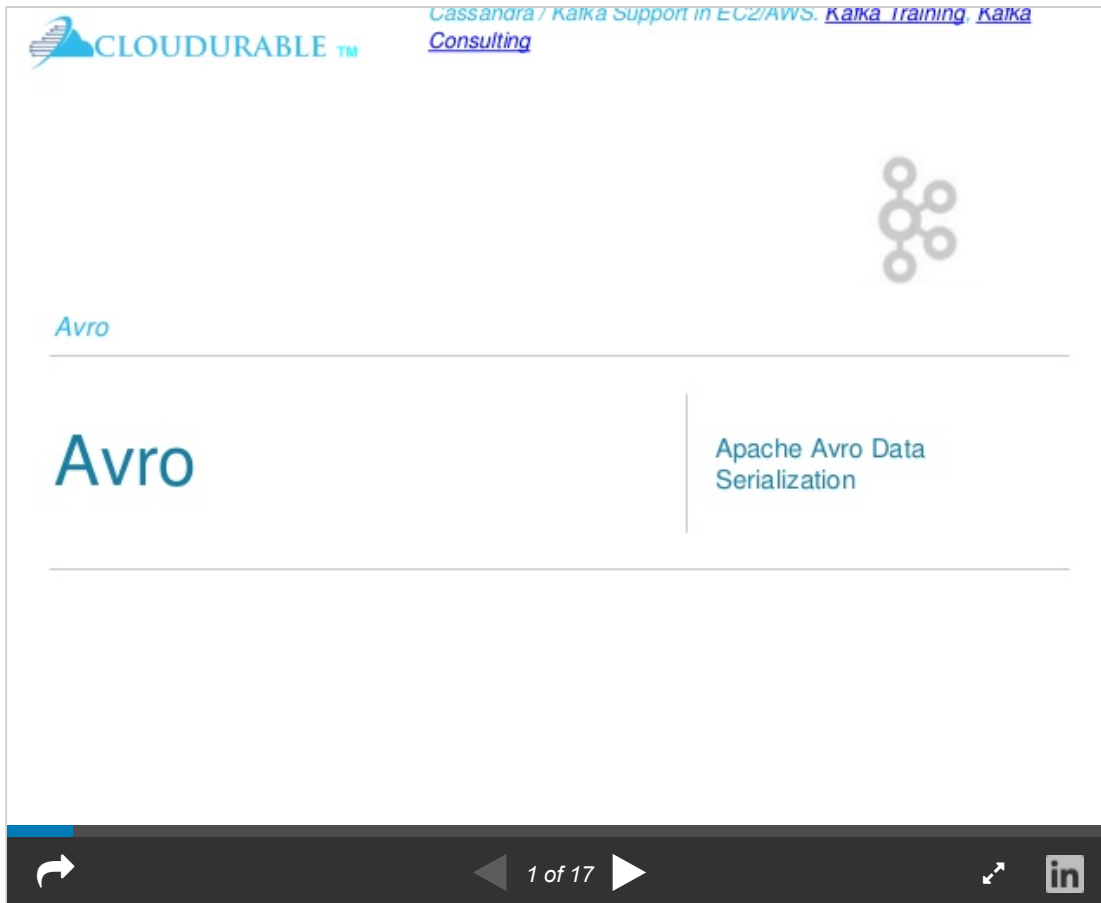 Cassandra / Kafka Support in EC2/AWS. Kafka Training, Kafka
Consulting
CLOUDURABLE TM
Avro
Avro
Apache Avro Data
Serialization
1 of 17
in